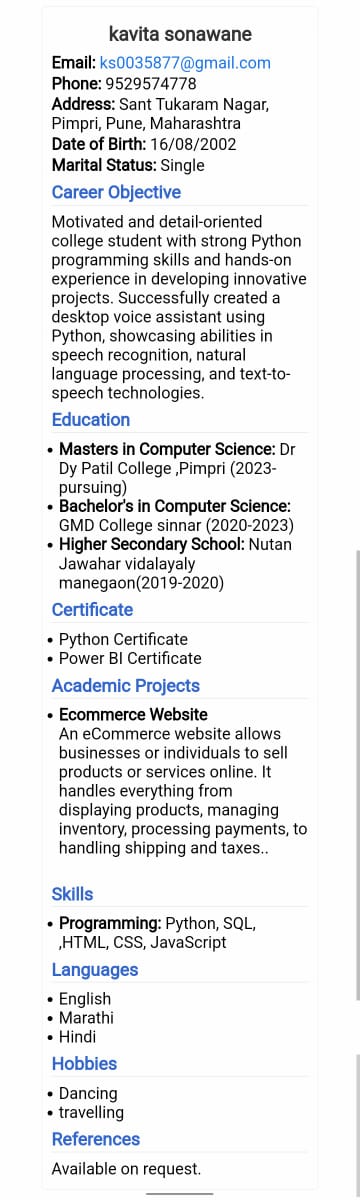 kavita sonawane
Email: ks0035877@gmail.com
Phone: 9529574778
Address: Sant Tukaram Nagar,
Pimpri, Pune, Maharashtra
Date of Birth: 16/08/2002
Marital Status: Single
Career Objective
Motivated and detail-oriented
college student with strong Python
programming skills and hands-on
experience in developing innovative
projects. Successfully created a
desktop voice assistant using
Python, showcasing abilities in
speech recognition, natural
language processing, and text-to-
speech technologies.
Education
• Masters in Computer Science: Dr
Dy Patil College ,Pimpri (2023-
pursuing)
• Bachelor's in Computer Science:
GMD College sinnar (2020-2023)
• Higher Secondary School: Nutan
Jawahar vidalayaly
manegaon(2019-2020)
Certificate
• Python Certificate
• Power BI Certificate
Academic Projects
• Ecommerce Website
An eCommerce website allows
businesses or individuals to sell
products or services online. It
handles everything from
displaying products, managing
inventory, processing payments, to
handling shipping and taxes..
Skills
• Programming: Python, SQL,
,HTML, CSS, JavaScript
Languages
• English
• Marathi
• Hindi
Hobbies
• Dancing
• travelling
References
Available on request.